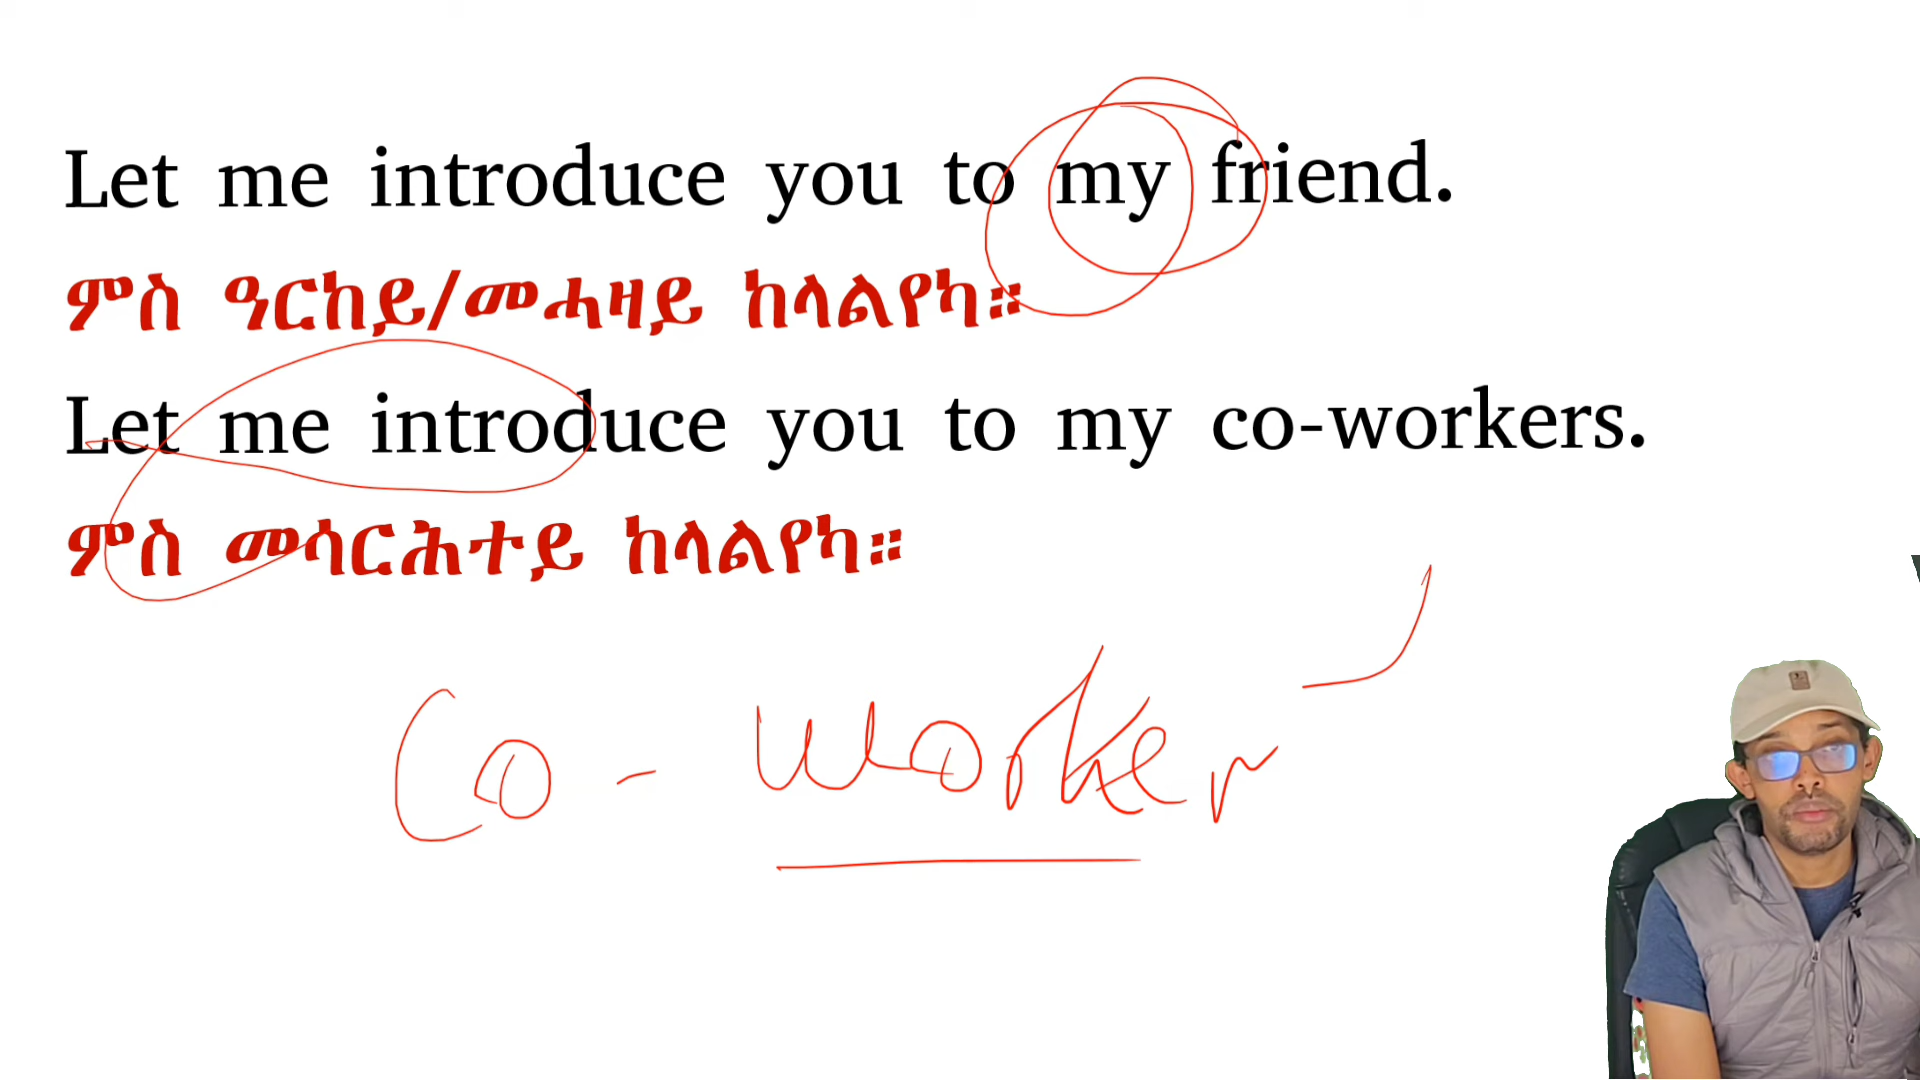 Let me introduce you to my friend.
ምስ ዓርከይ/መሓዛይ ከላልየካ።
Let me introduce you to my co-workers.
ምስ መሳርሕተይ ከላልየካ።
Co - worker